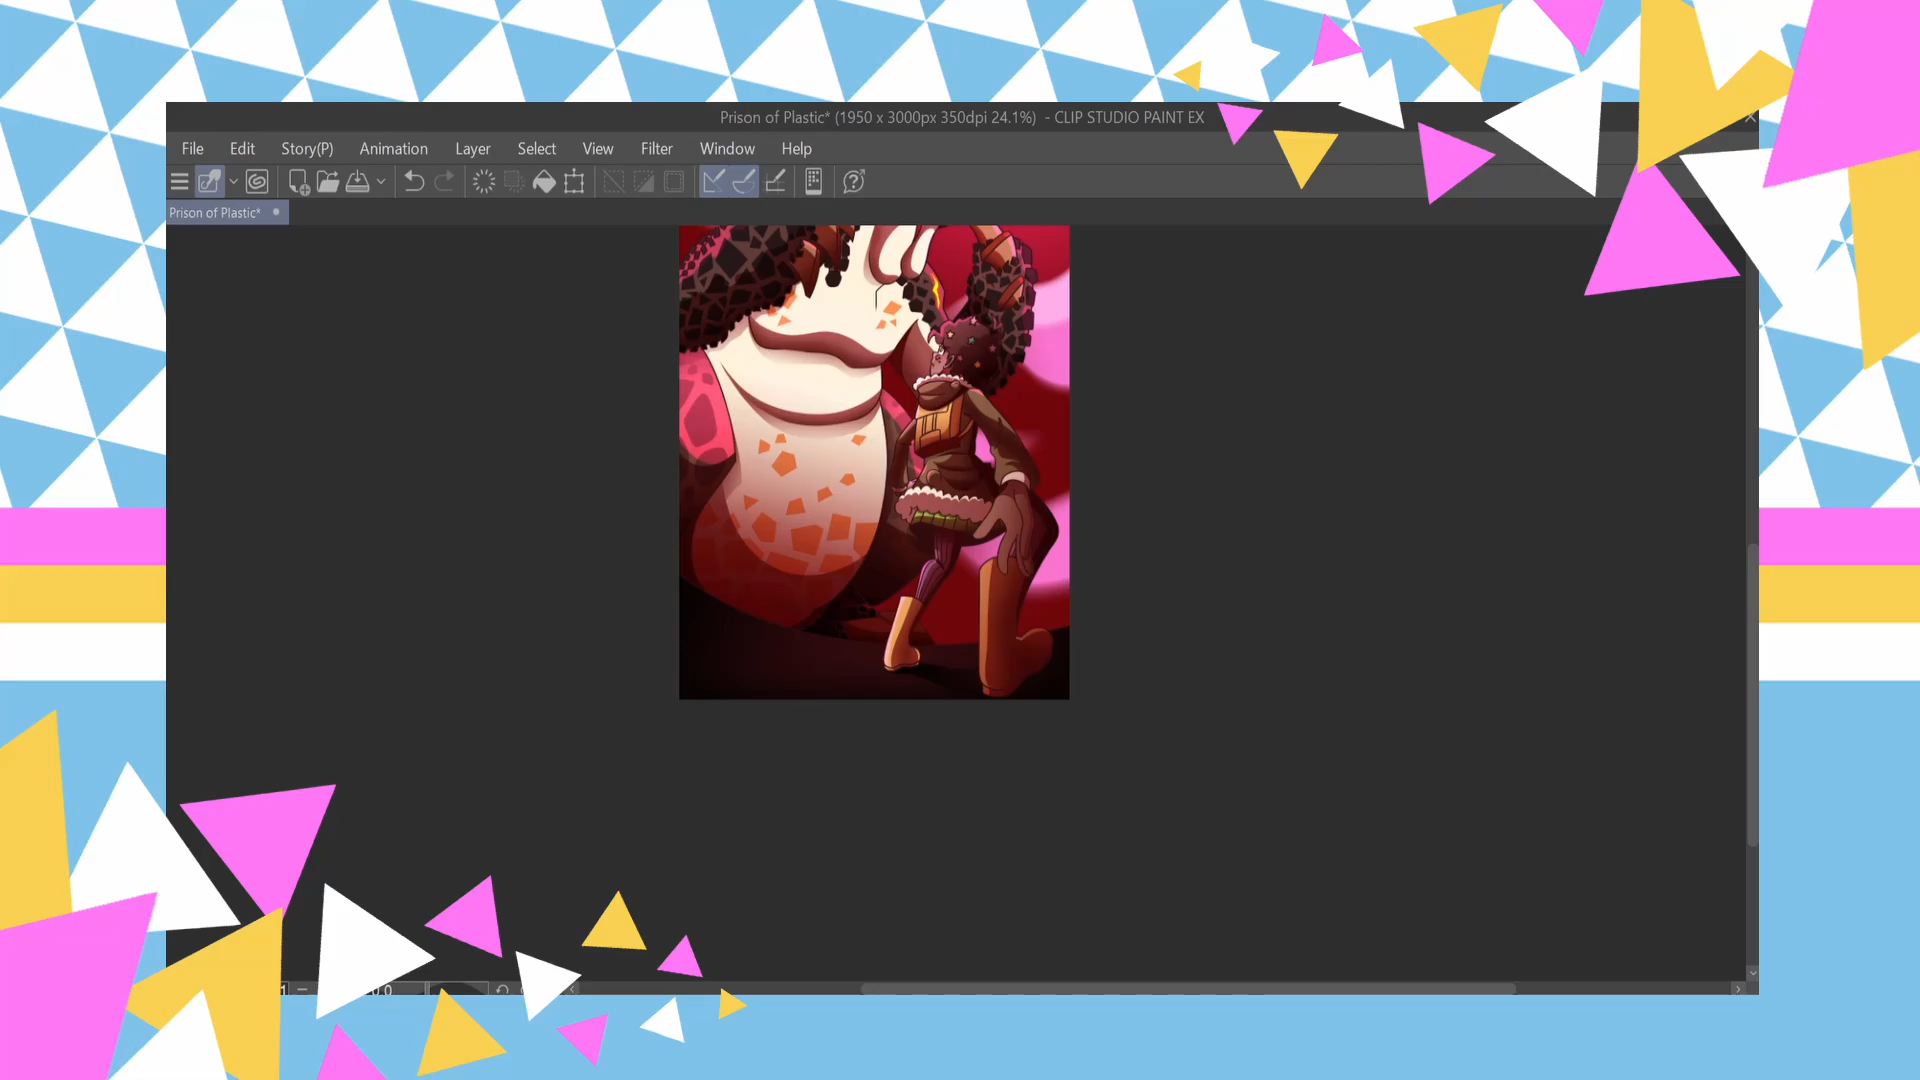 Prison of Plastic* (1950 x 3000px 350dpi 24.1%)  - CLIP STUDIO PAINT EX
File Edit Story(P) Animation Layer Select View Filter Window Help
Prison of Plastic*